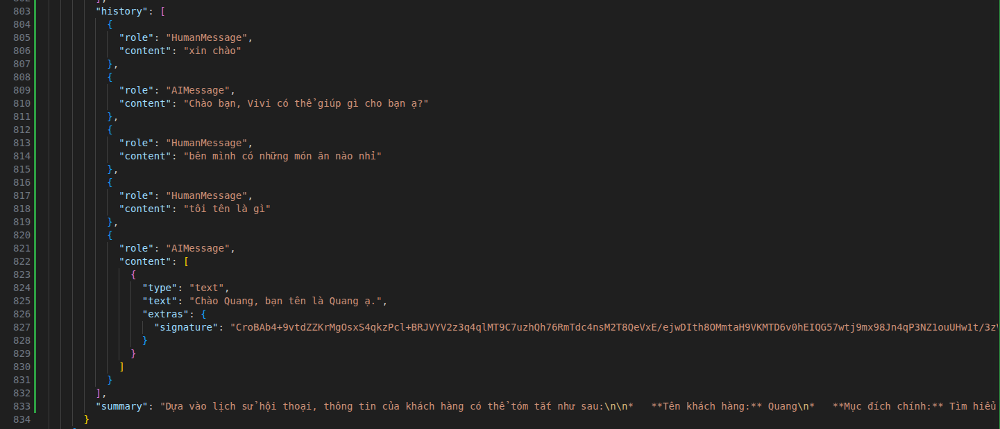 803 "history": [
804 {
805 "role": "HumanMessage",
806 "content": "xin chào"
807 },
808 {
809 "role": "AIMessage",
810 "content": "Chào bạn, Vivi có thể giúp gì cho bạn ạ?"
811 },
812 {
813 "role": "HumanMessage",
814 "content": "bên mình có những món ăn nào nhỉ"
815 },
816 {
817 "role": "HumanMessage",
818 "content": "tôi tên là gì"
819 },
820 {
821 "role": "AIMessage",
822 "content": [
823 {
824 "type": "text",
825 "text": "Chào Quang, bạn tên là Quang ạ.",
826 "extras": {
827 "signature": "CroBAb4+9vtdZZKrMgOsxS4qkzPcl+BRJVYV2z3q4qlMT9C7uzhQh76RmTdc4nsM2T8QeVxE/ejwDIth8OMmtaH9VKMTD6v0hEIQG57wtj9mx98Jn4qP3NZ1ouUHw1t/3z
828 }
829 }
830 ]
831 }
832 ],
833 "summary": "Dựa vào lịch sử hội thoại, thông tin của khách hàng có thể tóm tắt như sau:\n\n* **Tên khách hàng:** Quang\n* **Mục đích chính:** Tìm hiểu
834 }